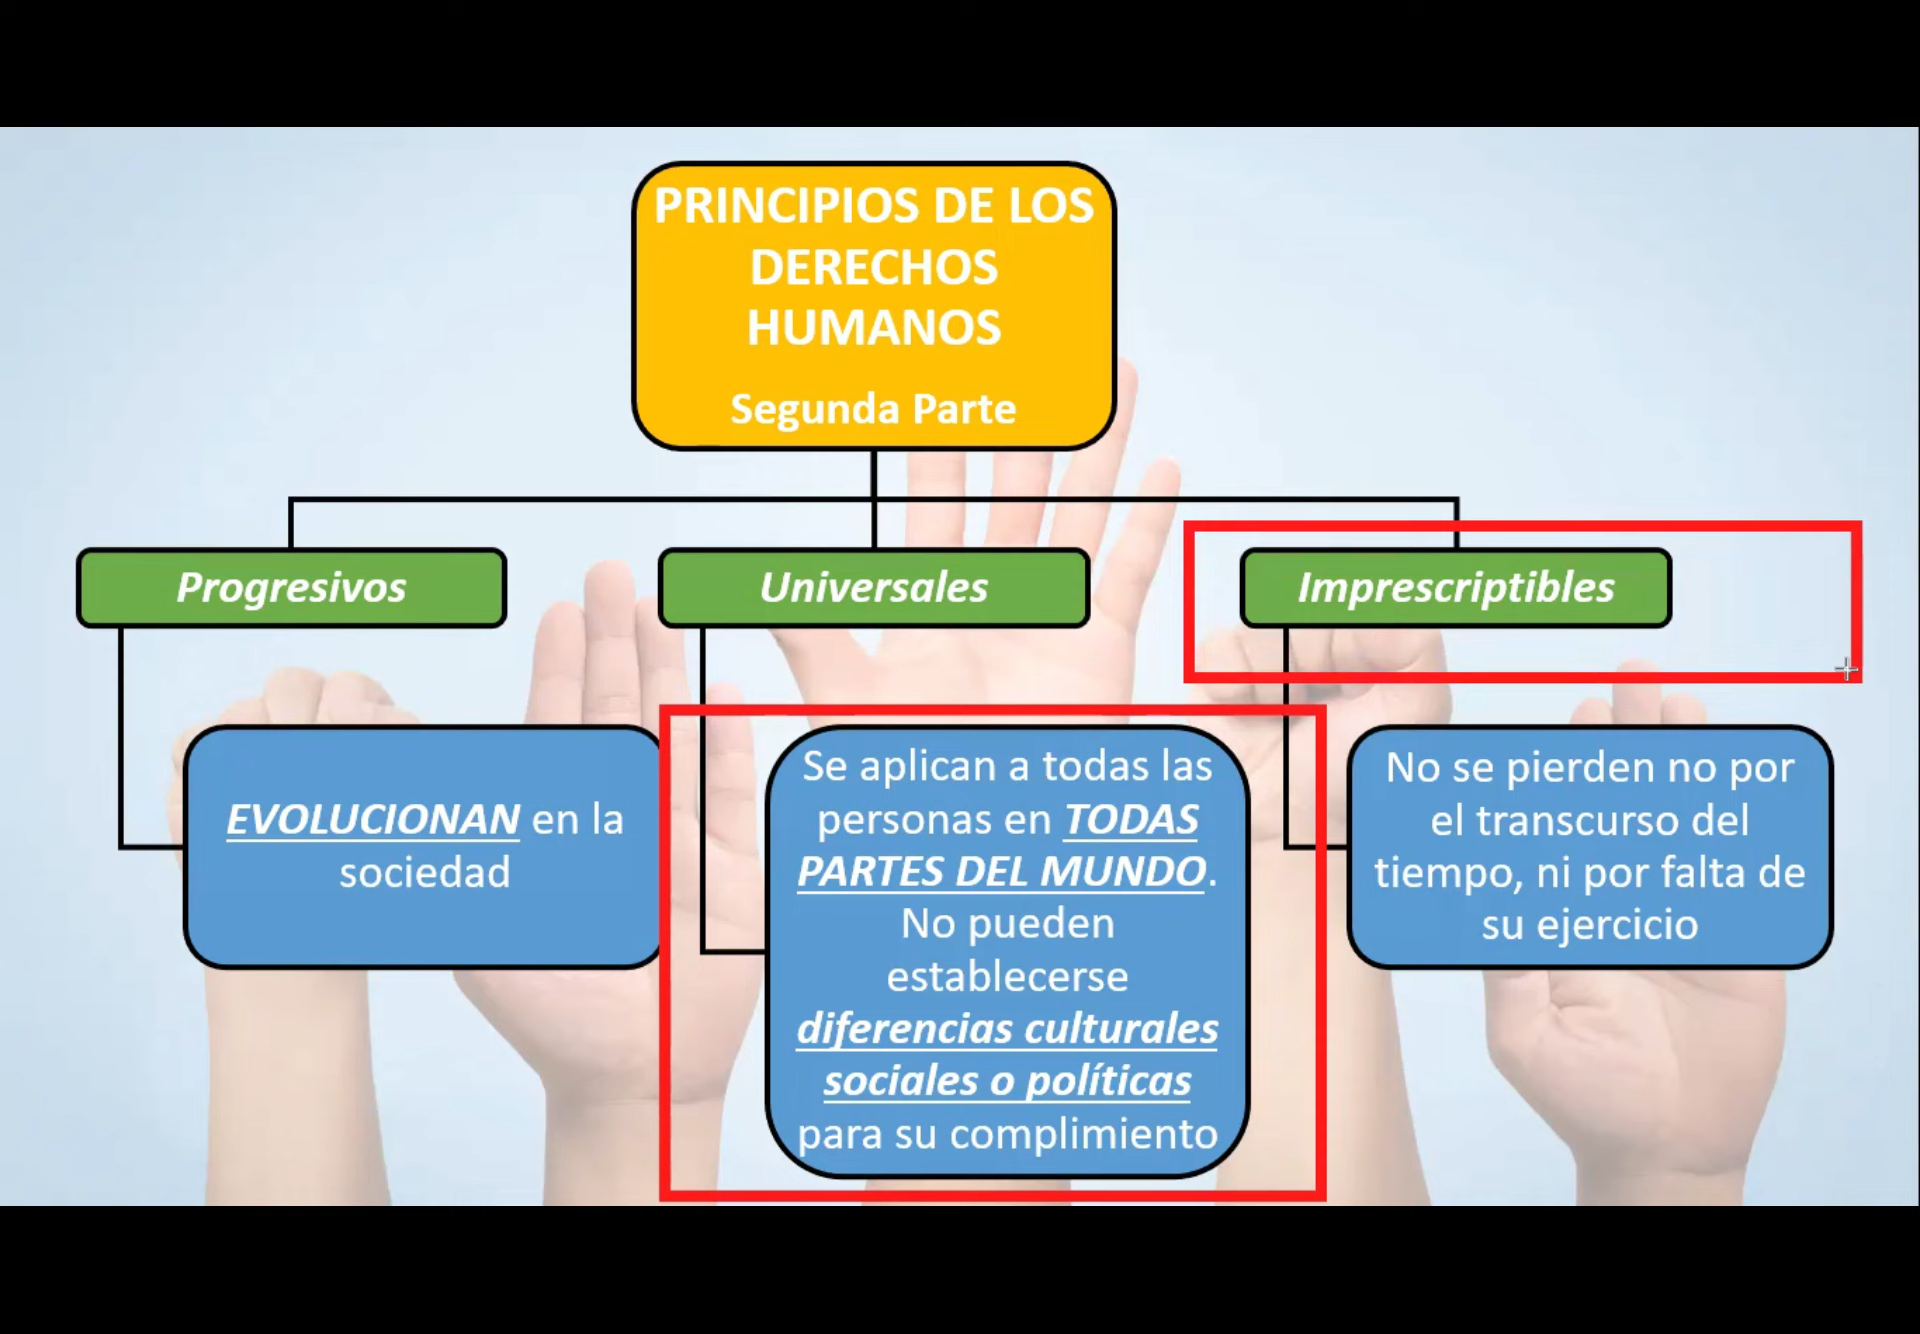 PRINCIPIOS DE LOS
DERECHOS
HUMANOS
Segunda Parte
Progresivos
EVOLUCIONAN en la
sociedad
Universales
Se aplican a todas las
personas en TODAS
PARTES DEL MUNDO.
No pueden
establecerse
diferencias culturales
sociales o políticas
para su complimiento
Imprescriptibles
No se pierden no por
el transcurso del
tiempo, ni por falta de
su ejercicio